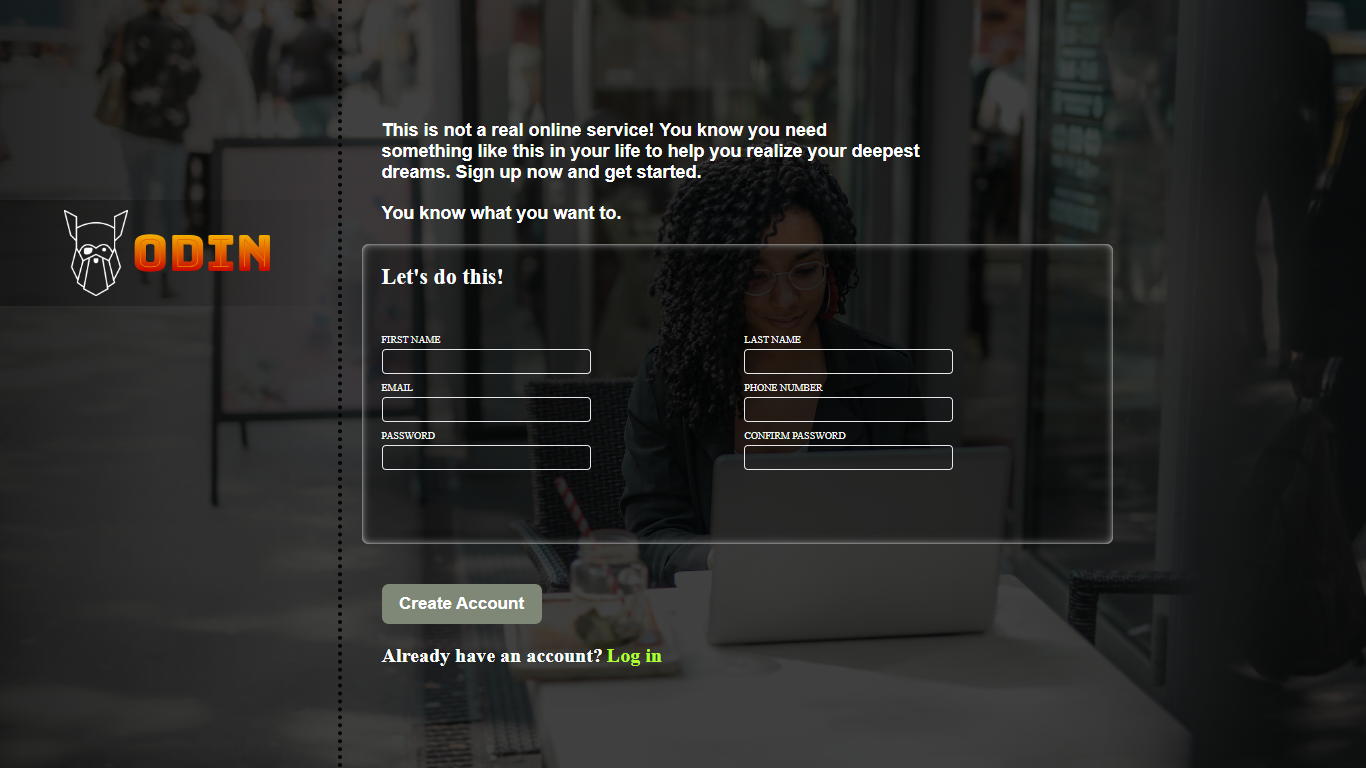 ODIN
This is not a real online service! You know you need
something like this in your life to help you realize your deepest
dreams. Sign up now and get started.
You know what you want to.
Let's do this!
FIRST NAME
LAST NAME
EMAIL
PHONE NUMBER
PASSWORD
CONFIRM PASSWORD
Create Account
Already have an account? Log in